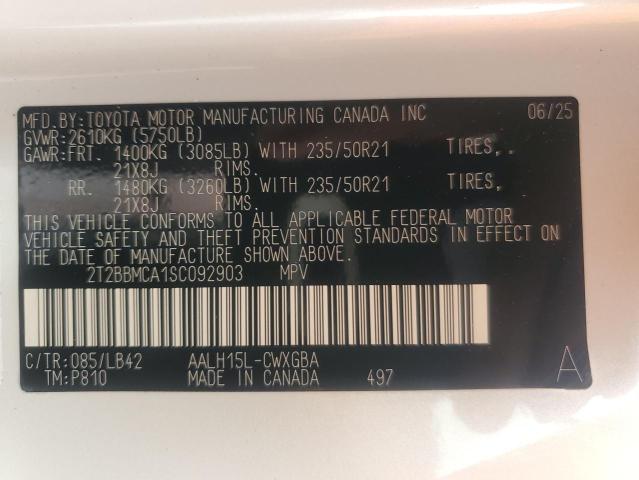 MFD.BY:TOYOTA MOTOR MANUFACTURING CANADA INC 06/25
GVWR:2610KG (5750LB)
GAWR:FRT. 1400KG (3085LB) WITH 235/50R21 TIRES,.
21X8J RIMS.
RR. 1480KG (3260LB) WITH 235/50R21 TIRES,
21X8J RIMS.
THIS VEHICLE CONFORMS TO ALL APPLICABLE FEDERAL MOTOR
VEHICLE SAFETY AND THEFT PREVENTION STANDARDS IN EFFECT ON
THE DATE OF MANUFACTURE SHOWN ABOVE.
2T2BBMCA1SC092903 MPV
C/TR:085/LB42 AALH15L-CWXGBA A
TM:P810 MADE IN CANADA 497